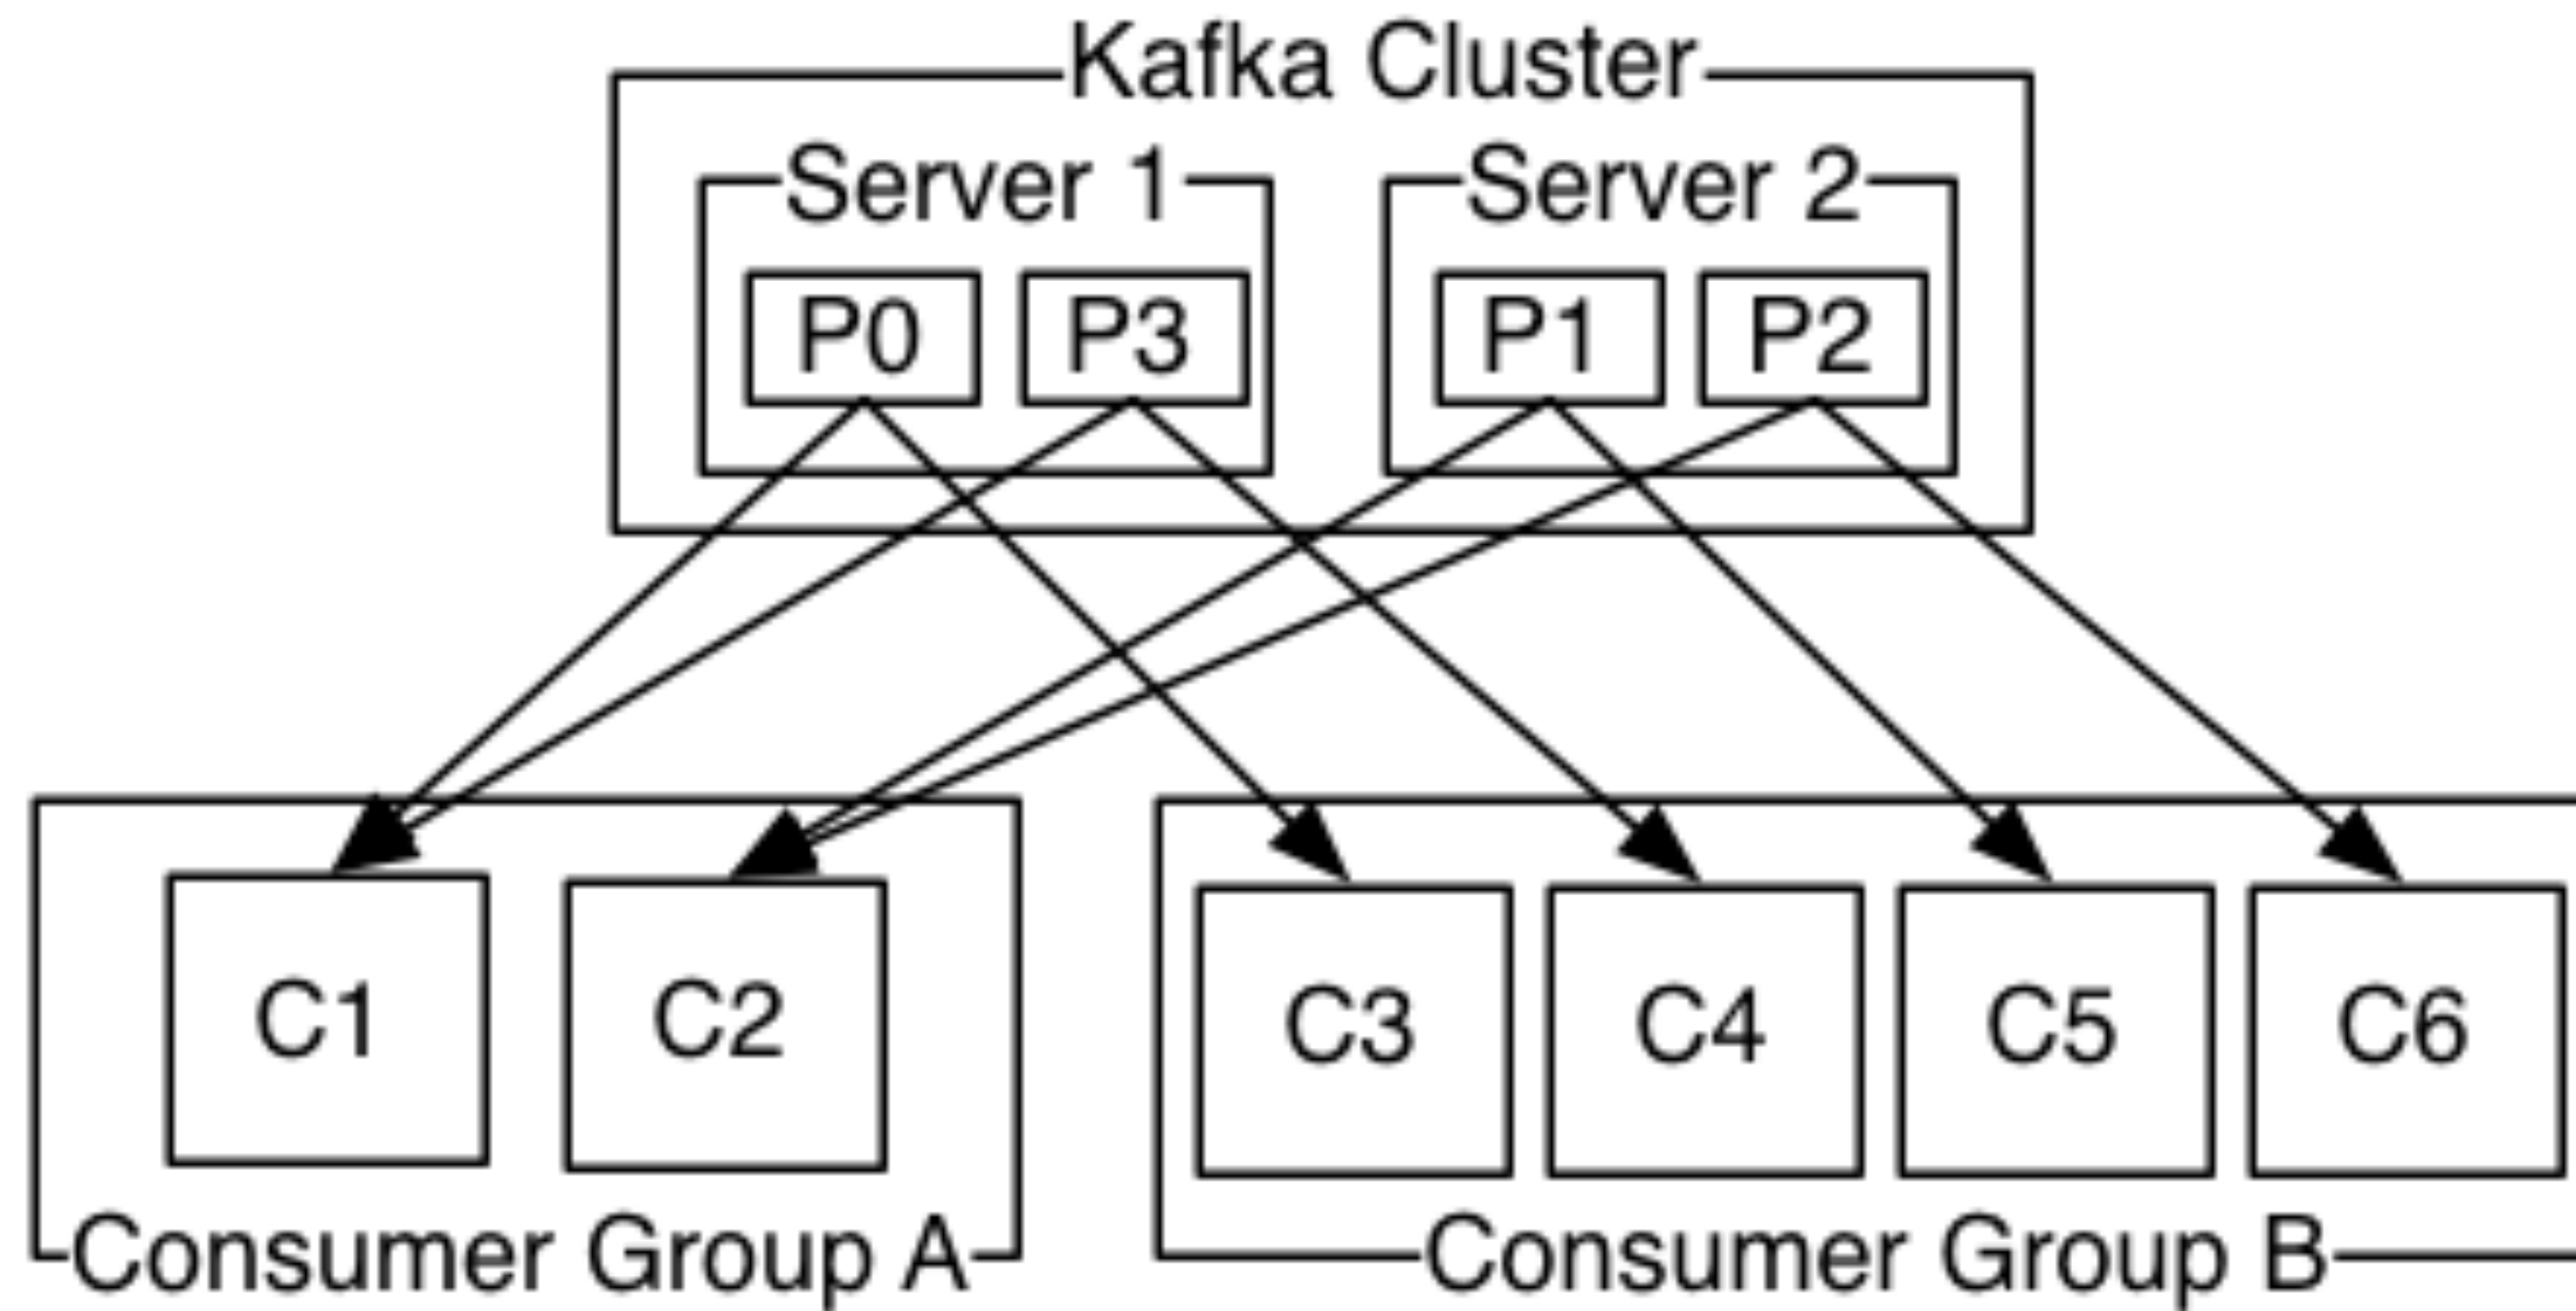 Kafka Cluster
Server 1
Server 2
P0
P3
P1
P2
C1
C2
C3
C4
C5
C6
Consumer Group A
Consumer Group B